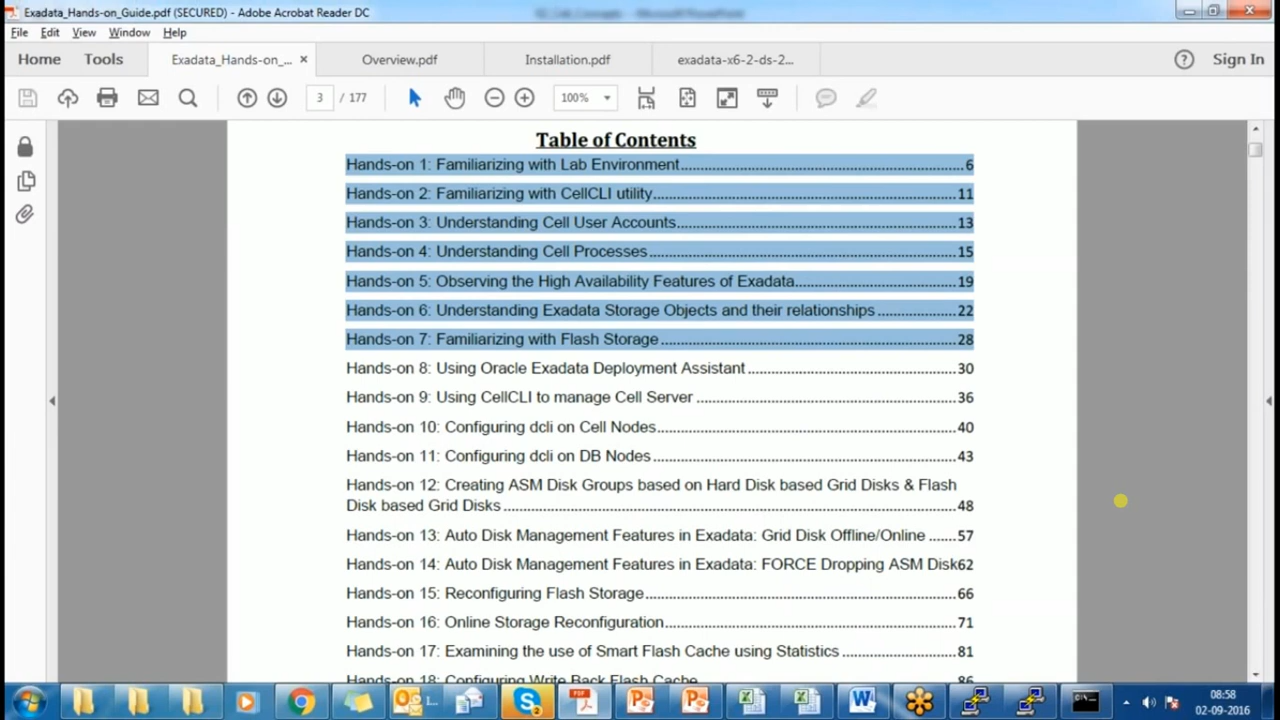 Exadata_Hands-on_Guide.pdf (SECURED) - Adobe Acrobat Reader DC
File Edit View Window Help
Home Tools Exadata_Hands-on_... × Overview.pdf Installation.pdf exadata-x6-2-ds-2... Sign In
3 / 177 100%
Table of Contents
Hands-on 1: Familiarizing with Lab Environment 6
Hands-on 2: Familiarizing with CellCLI utility 11
Hands-on 3: Understanding Cell User Accounts 13
Hands-on 4: Understanding Cell Processes 15
Hands-on 5: Observing the High Availability Features of Exadata 19
Hands-on 6: Understanding Exadata Storage Objects and their relationships 22
Hands-on 7: Familiarizing with Flash Storage 28
Hands-on 8: Using Oracle Exadata Deployment Assistant 30
Hands-on 9: Using CellCLI to manage Cell Server 36
Hands-on 10: Configuring dcli on Cell Nodes 40
Hands-on 11: Configuring dcli on DB Nodes 43
Hands-on 12: Creating ASM Disk Groups based on Hard Disk based Grid Disks & Flash
Disk based Grid Disks 48
Hands-on 13: Auto Disk Management Features in Exadata: Grid Disk Offline/Online 57
Hands-on 14: Auto Disk Management Features in Exadata: FORCE Dropping ASM Disk62
Hands-on 15: Reconfiguring Flash Storage 66
Hands-on 16: Online Storage Reconfiguration 71
Hands-on 17: Examining the use of Smart Flash Cache using Statistics 81
Hands-on 18: Configuring Write Back Flash Cache 86
08:58
02-09-2016